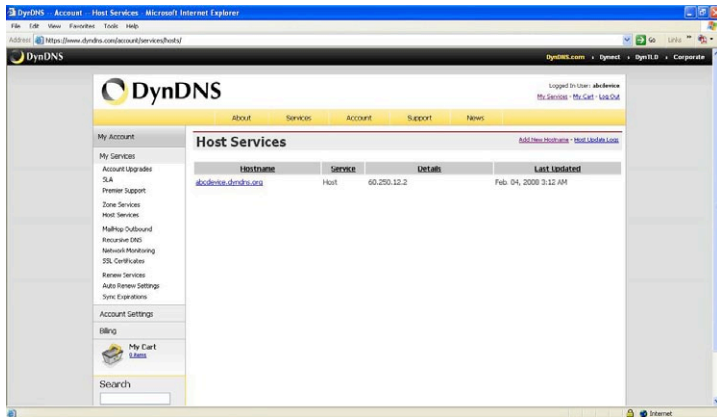 DynDNS -- Account -- Host Services - Microsoft Internet Explorer
File Edit View Favorites Tools Help
Address https://www.dyndns.com/account/services/hosts/ Go Links
DynDNS DynDNS.com Dynect DynTLD Corporate
DynDNS
Logged In User: abcdevice
My Services - My Cart - Log Out
About Services Account Support News
My Account
Host Services
Add New Hostname - Host Update Logs
My Services
Account Upgrades
SLA
Premier Support
Zone Services
Host Services
MailHop Outbound
Recursive DNS
Network Monitoring
SSL Certificates
Renew Services
Auto Renew Settings
Sync Expirations
Hostname Service Details Last Updated
abcdevice.dyndns.org Host 60.250.12.2 Feb. 04, 2008 3:12 AM
Account Settings
Billing
My Cart
0 items
Search
Internet